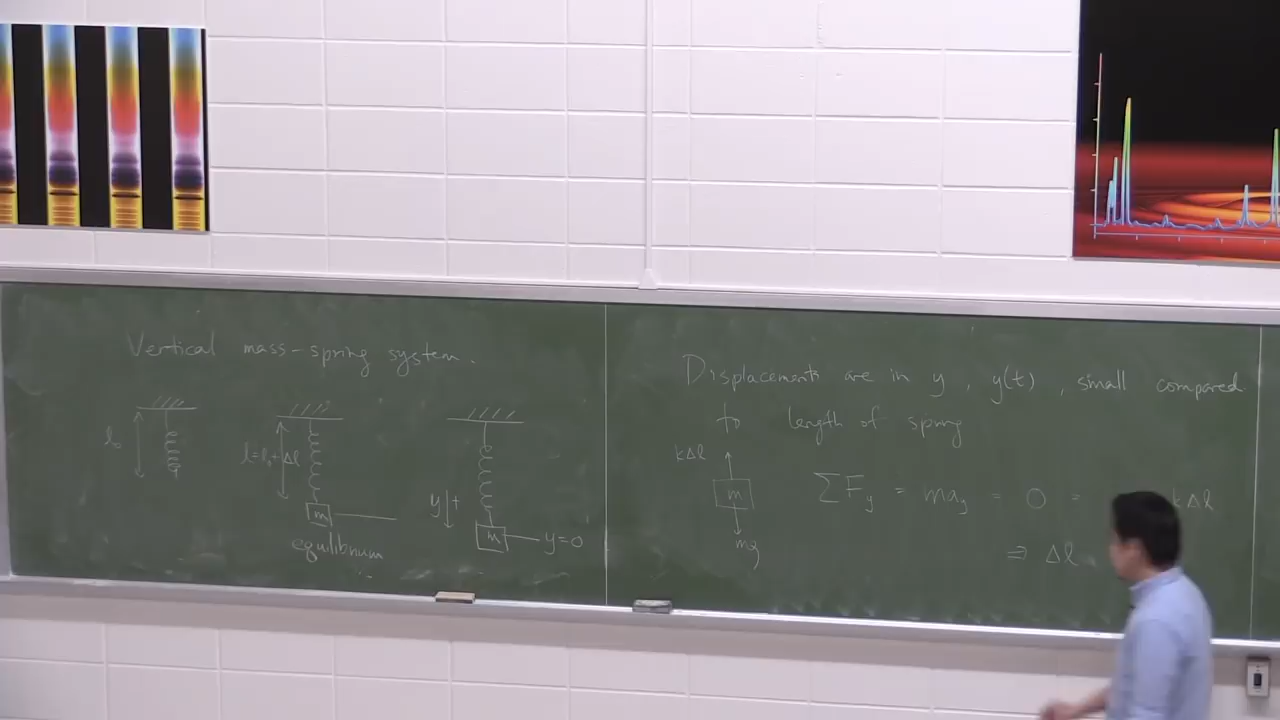 Vertical mass-spring system.
l₀
l=l₀+Δl
m
equilibrium
y +
m
y=0
Displacements are in y, y(t), small compared
to length of spring
kΔl
m
mg
ΣF_y = ma_y = 0 = kΔl
⇒ Δl